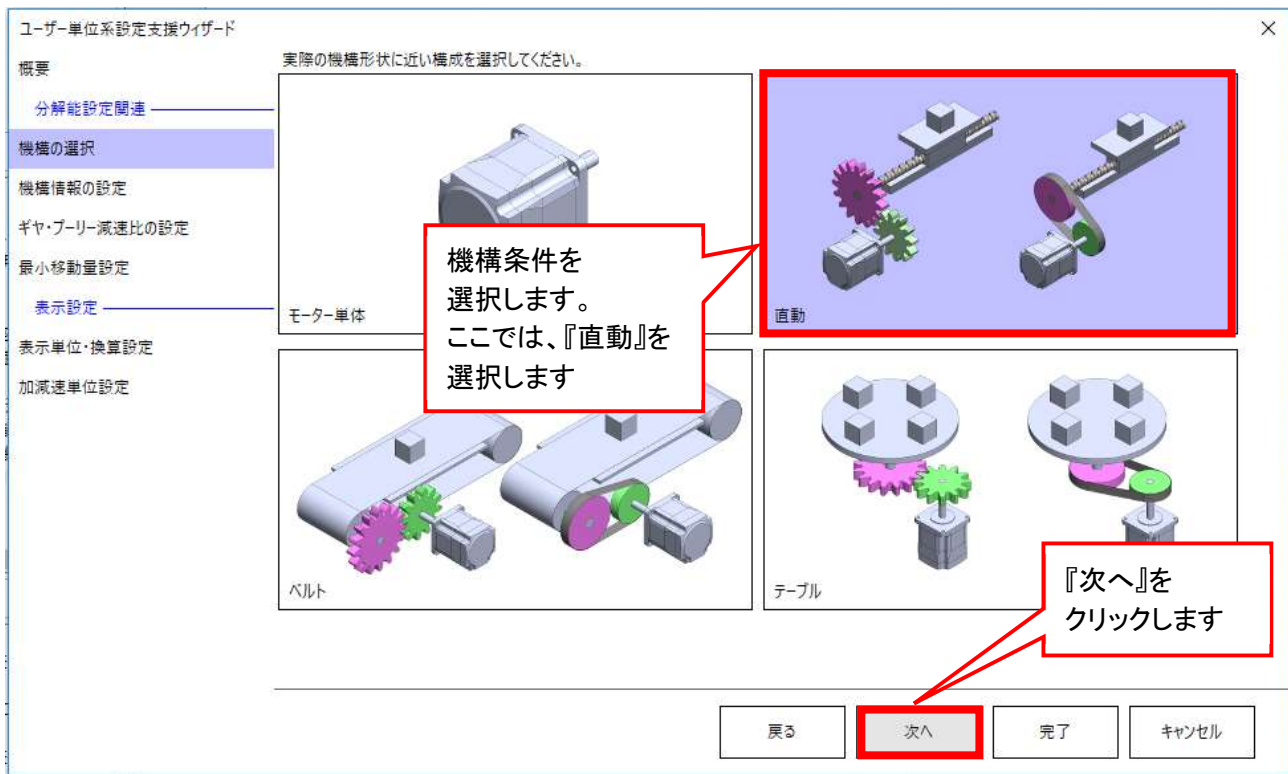 ユーザー単位系設定支援ウィザード
概要
分解能設定関連
機構の選択
機構情報の設定
ギヤ・プーリー減速比の設定
最小移動量設定
表示設定
表示単位・換算設定
加減速単位設定
実際の機構形状に近い構成を選択してください。
モーター単体
直動
機構条件を
選択します。
ここでは、『直動』を
選択します
ベルト
テーブル
『次へ』を
クリックします
戻る
次へ
完了
キャンセル